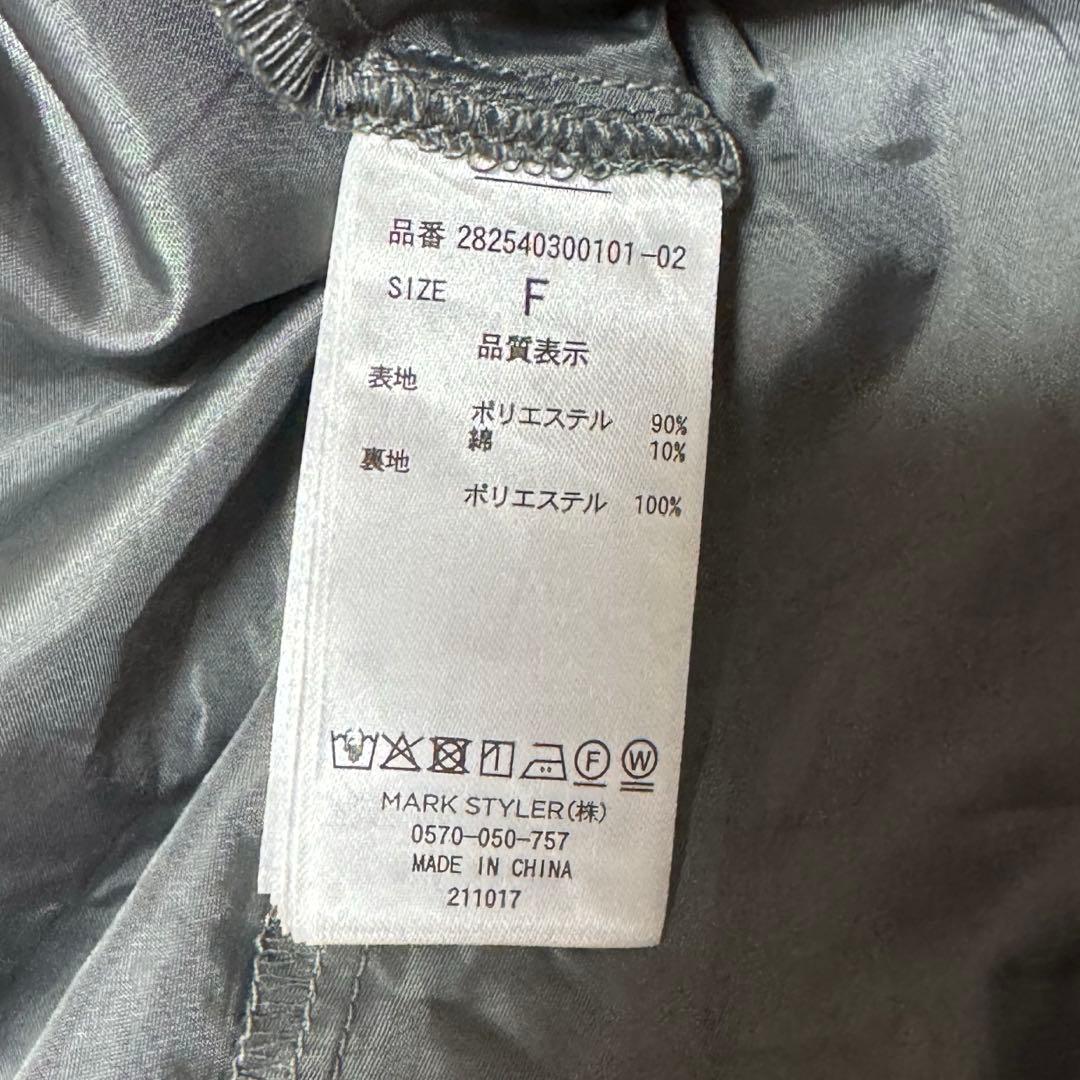 品番 282540300101-02
SIZE F
品質表示
表地
ポリエステル 90%
綿 10%
裏地
ポリエステル 100%
F W
MARK STYLER(株)
0570-050-757
MADE IN CHINA
211017